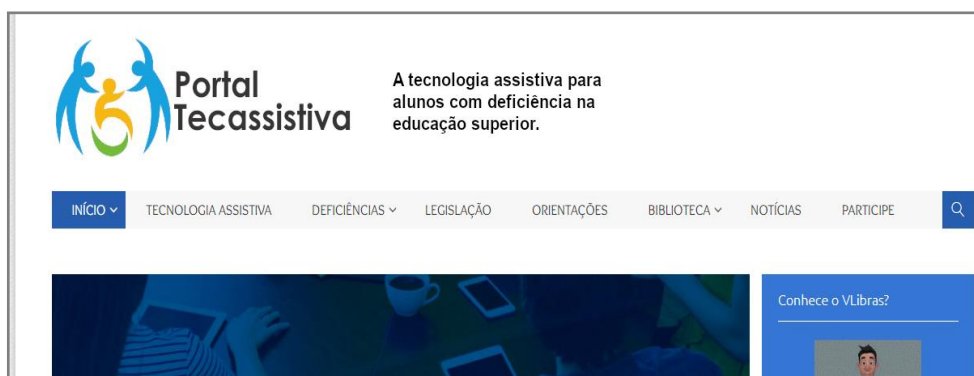 Portal
Tecassistiva
A tecnologia assistiva para
alunos com deficiência na
educação superior.
INÍCIO TECNOLOGIA ASSISTIVA DEFICIÊNCIAS LEGISLAÇÃO ORIENTAÇÕES BIBLIOTECA NOTÍCIAS PARTICIPE
Conhece o VLibras?